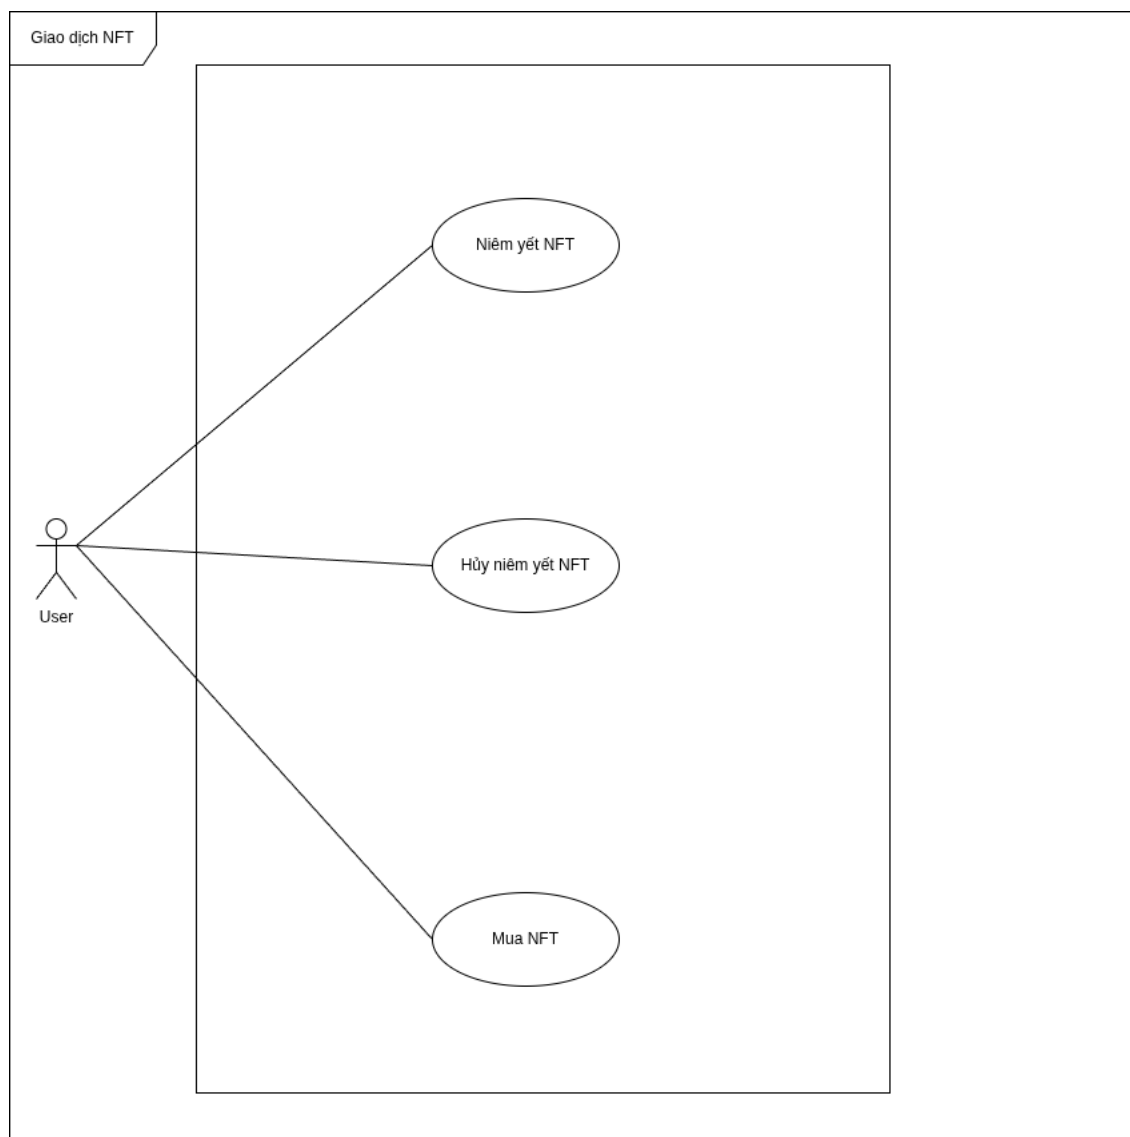 Giao dịch NFT
Niêm yết NFT
Hủy niêm yết NFT
User
Mua NFT